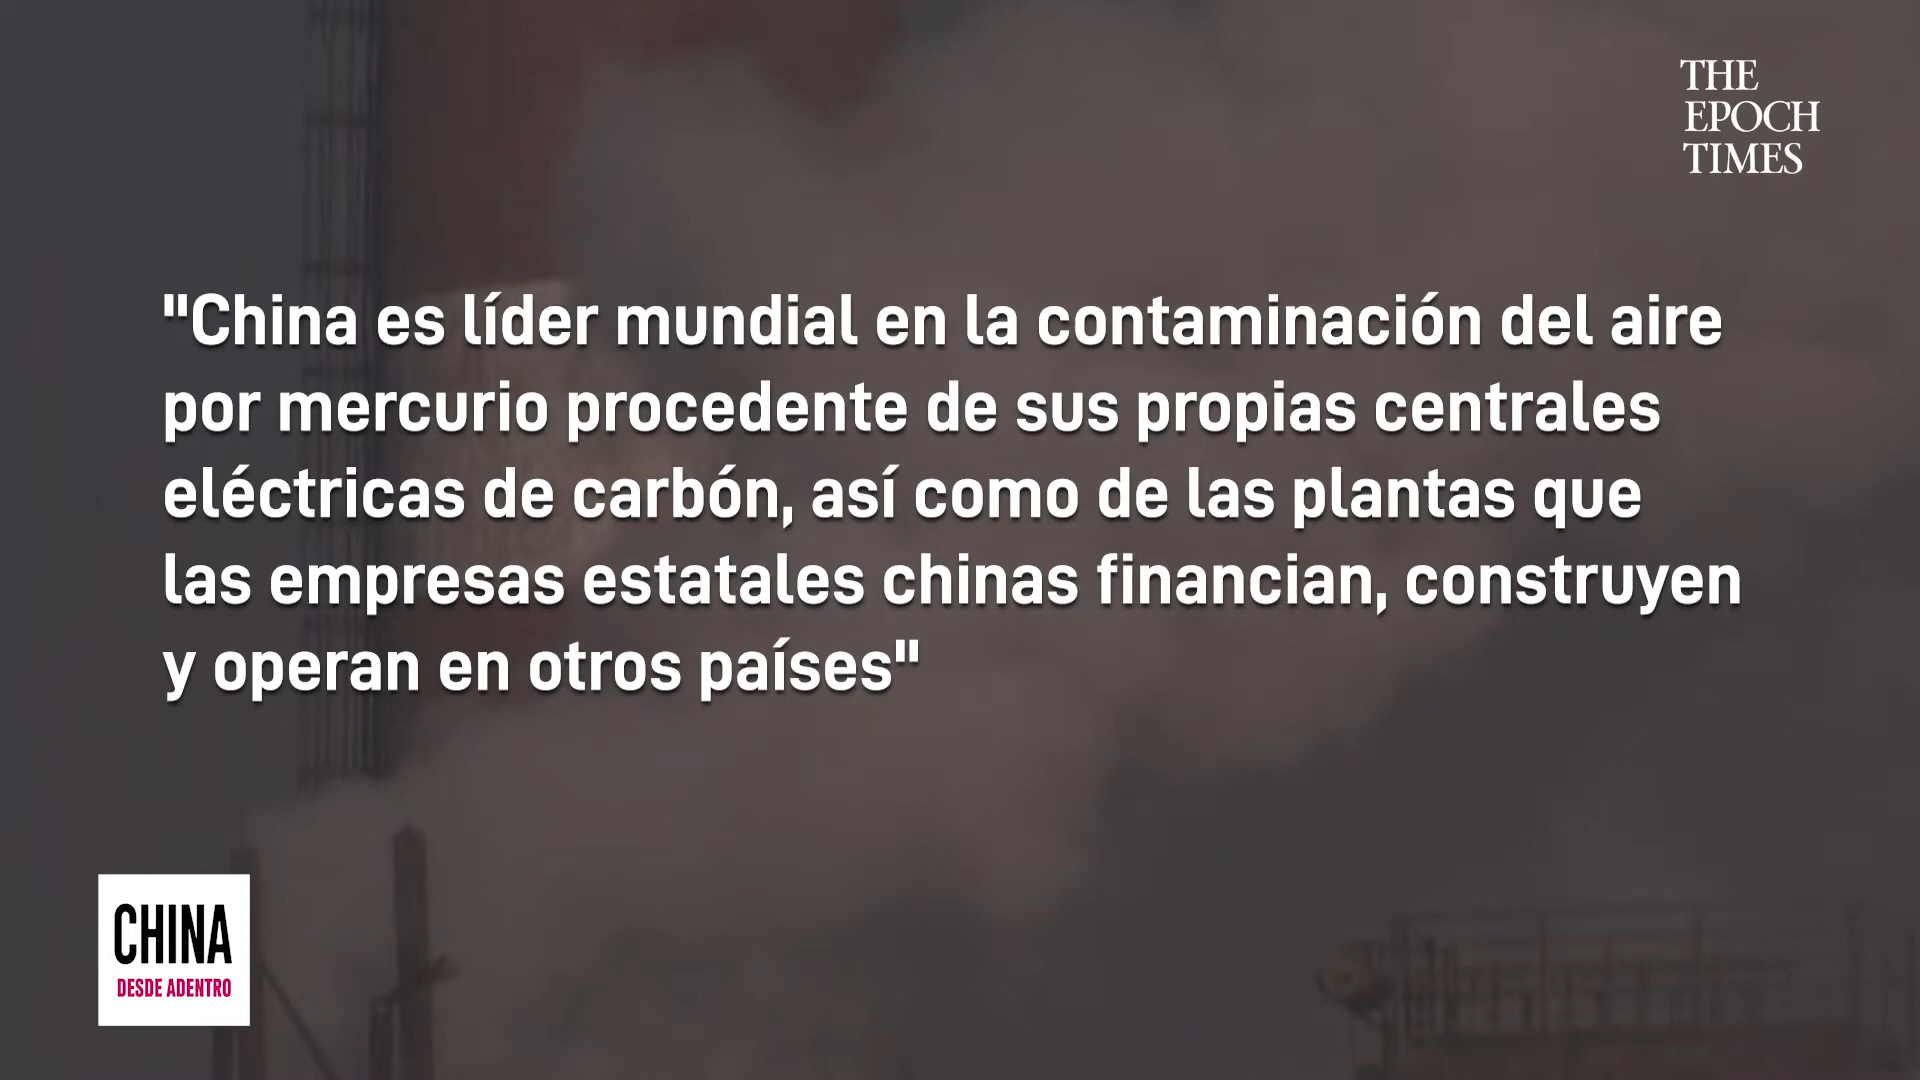 THE
EPOCH
TIMES
"China es líder mundial en la contaminación del aire
por mercurio procedente de sus propias centrales
eléctricas de carbón, así como de las plantas que
las empresas estatales chinas financian, construyen
y operan en otros países"
CHINA
DESDE ADENTRO